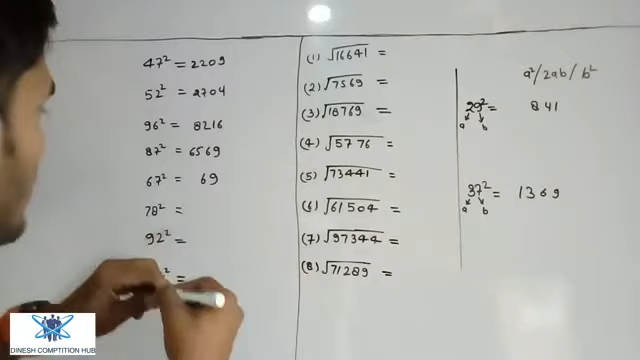 47² = 2209
52² = 2704
96² = 8216
87² = 6569
67² = 69
78² =
92² =
² =
(1) √16641 =
(2) √7569 =
(3) √18769 =
(4) √5776 =
(5) √73441 =
(6) √61504 =
(7) √97344 =
(8) √71289 =
a²/2ab/b²
29² = 841
a b
37² = 1369
a b
DINESH COMPTITION HUB